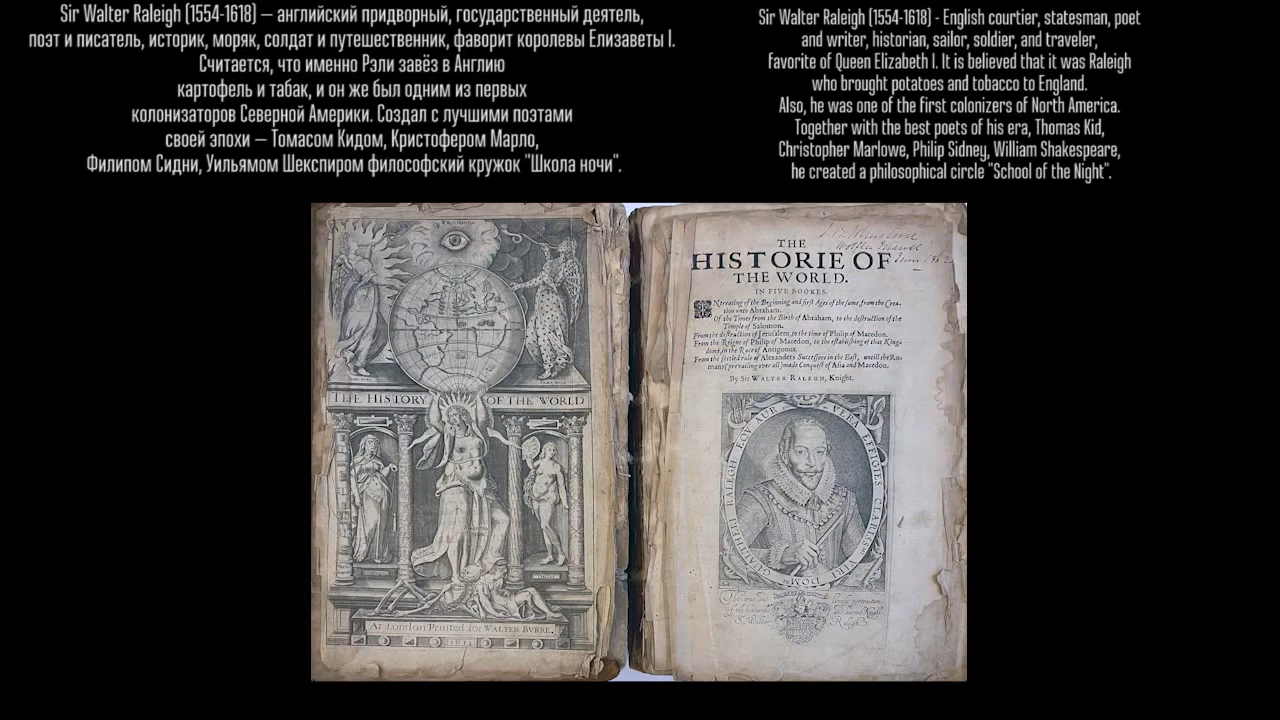 Sir Walter Raleigh (1554-1618) — английский придворный, государственный деятель,
поэт и писатель, историк, моряк, солдат и путешественник, фаворит королевы Елизаветы I.
Считается, что именно Рэли завёз в Англию
картофель и табак, и он же был одним из первых
колонизаторов Северной Америки. Создал с лучшими поэтами
своей эпохи — Томасом Кидом, Кристофером Марло,
Филипом Сидни, Уильямом Шекспиром философский кружок "Школа ночи".
Sir Walter Raleigh (1554-1618) - English courtier, statesman, poet
and writer, historian, sailor, soldier, and traveler,
favorite of Queen Elizabeth I. It is believed that it was Raleigh
who brought potatoes and tobacco to England.
Also, he was one of the first colonizers of North America.
Together with the best poets of his era, Thomas Kid,
Christopher Marlowe, Philip Sidney, William Shakespeare,
he created a philosophical circle "School of the Night".
THE HISTORY OF THE WORLD
At London Printed for WALTER BVRRE.
THE
HISTORIE OF
THE WORLD.
IN FIVE BOOKES.
NTreating of the Beginning and first Ages of the same, from the Crea-
tion unto Abraham.
Of the Times from the Birth of Abraham, to the destruction of the
Temple of Salomon.
From the destruction of Jerusalem, to the time of Philip of Macedon.
From the Reigne of Philip of Macedon, to the establishing of that King-
dome, in the Race of Antigonus.
From the setled rule of Alexanders Successors in the East, untill the Ro-
mans (prevailing over all) made Conquest of Asia and Macedon.
By Sir WALTER RALEGH, Knight.
GUALTHERI RALEGH EQV AUR VERA EFFIGIES CLARISS VIRI DOM